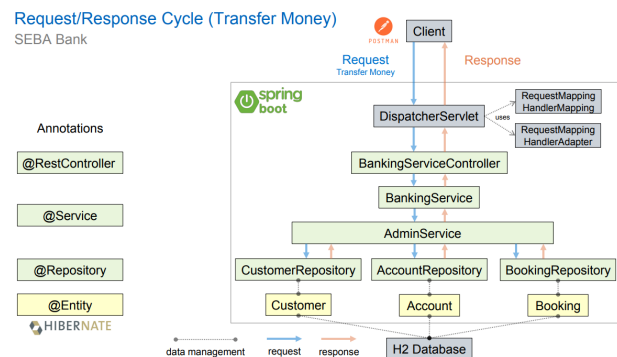 Request/Response Cycle (Transfer Money)
SEBA Bank
POSTMAN
Client
Request
Transfer Money
Response
spring
boot
DispatcherServlet
uses
RequestMapping
HandlerMapping
RequestMapping
HandlerAdapter
Annotations
@RestController
BankingServiceController
BankingService
@Service
AdminService
@Repository
CustomerRepository
AccountRepository
BookingRepository
@Entity
Customer
Account
Booking
HIBERNATE
data management
request
response
H2 Database